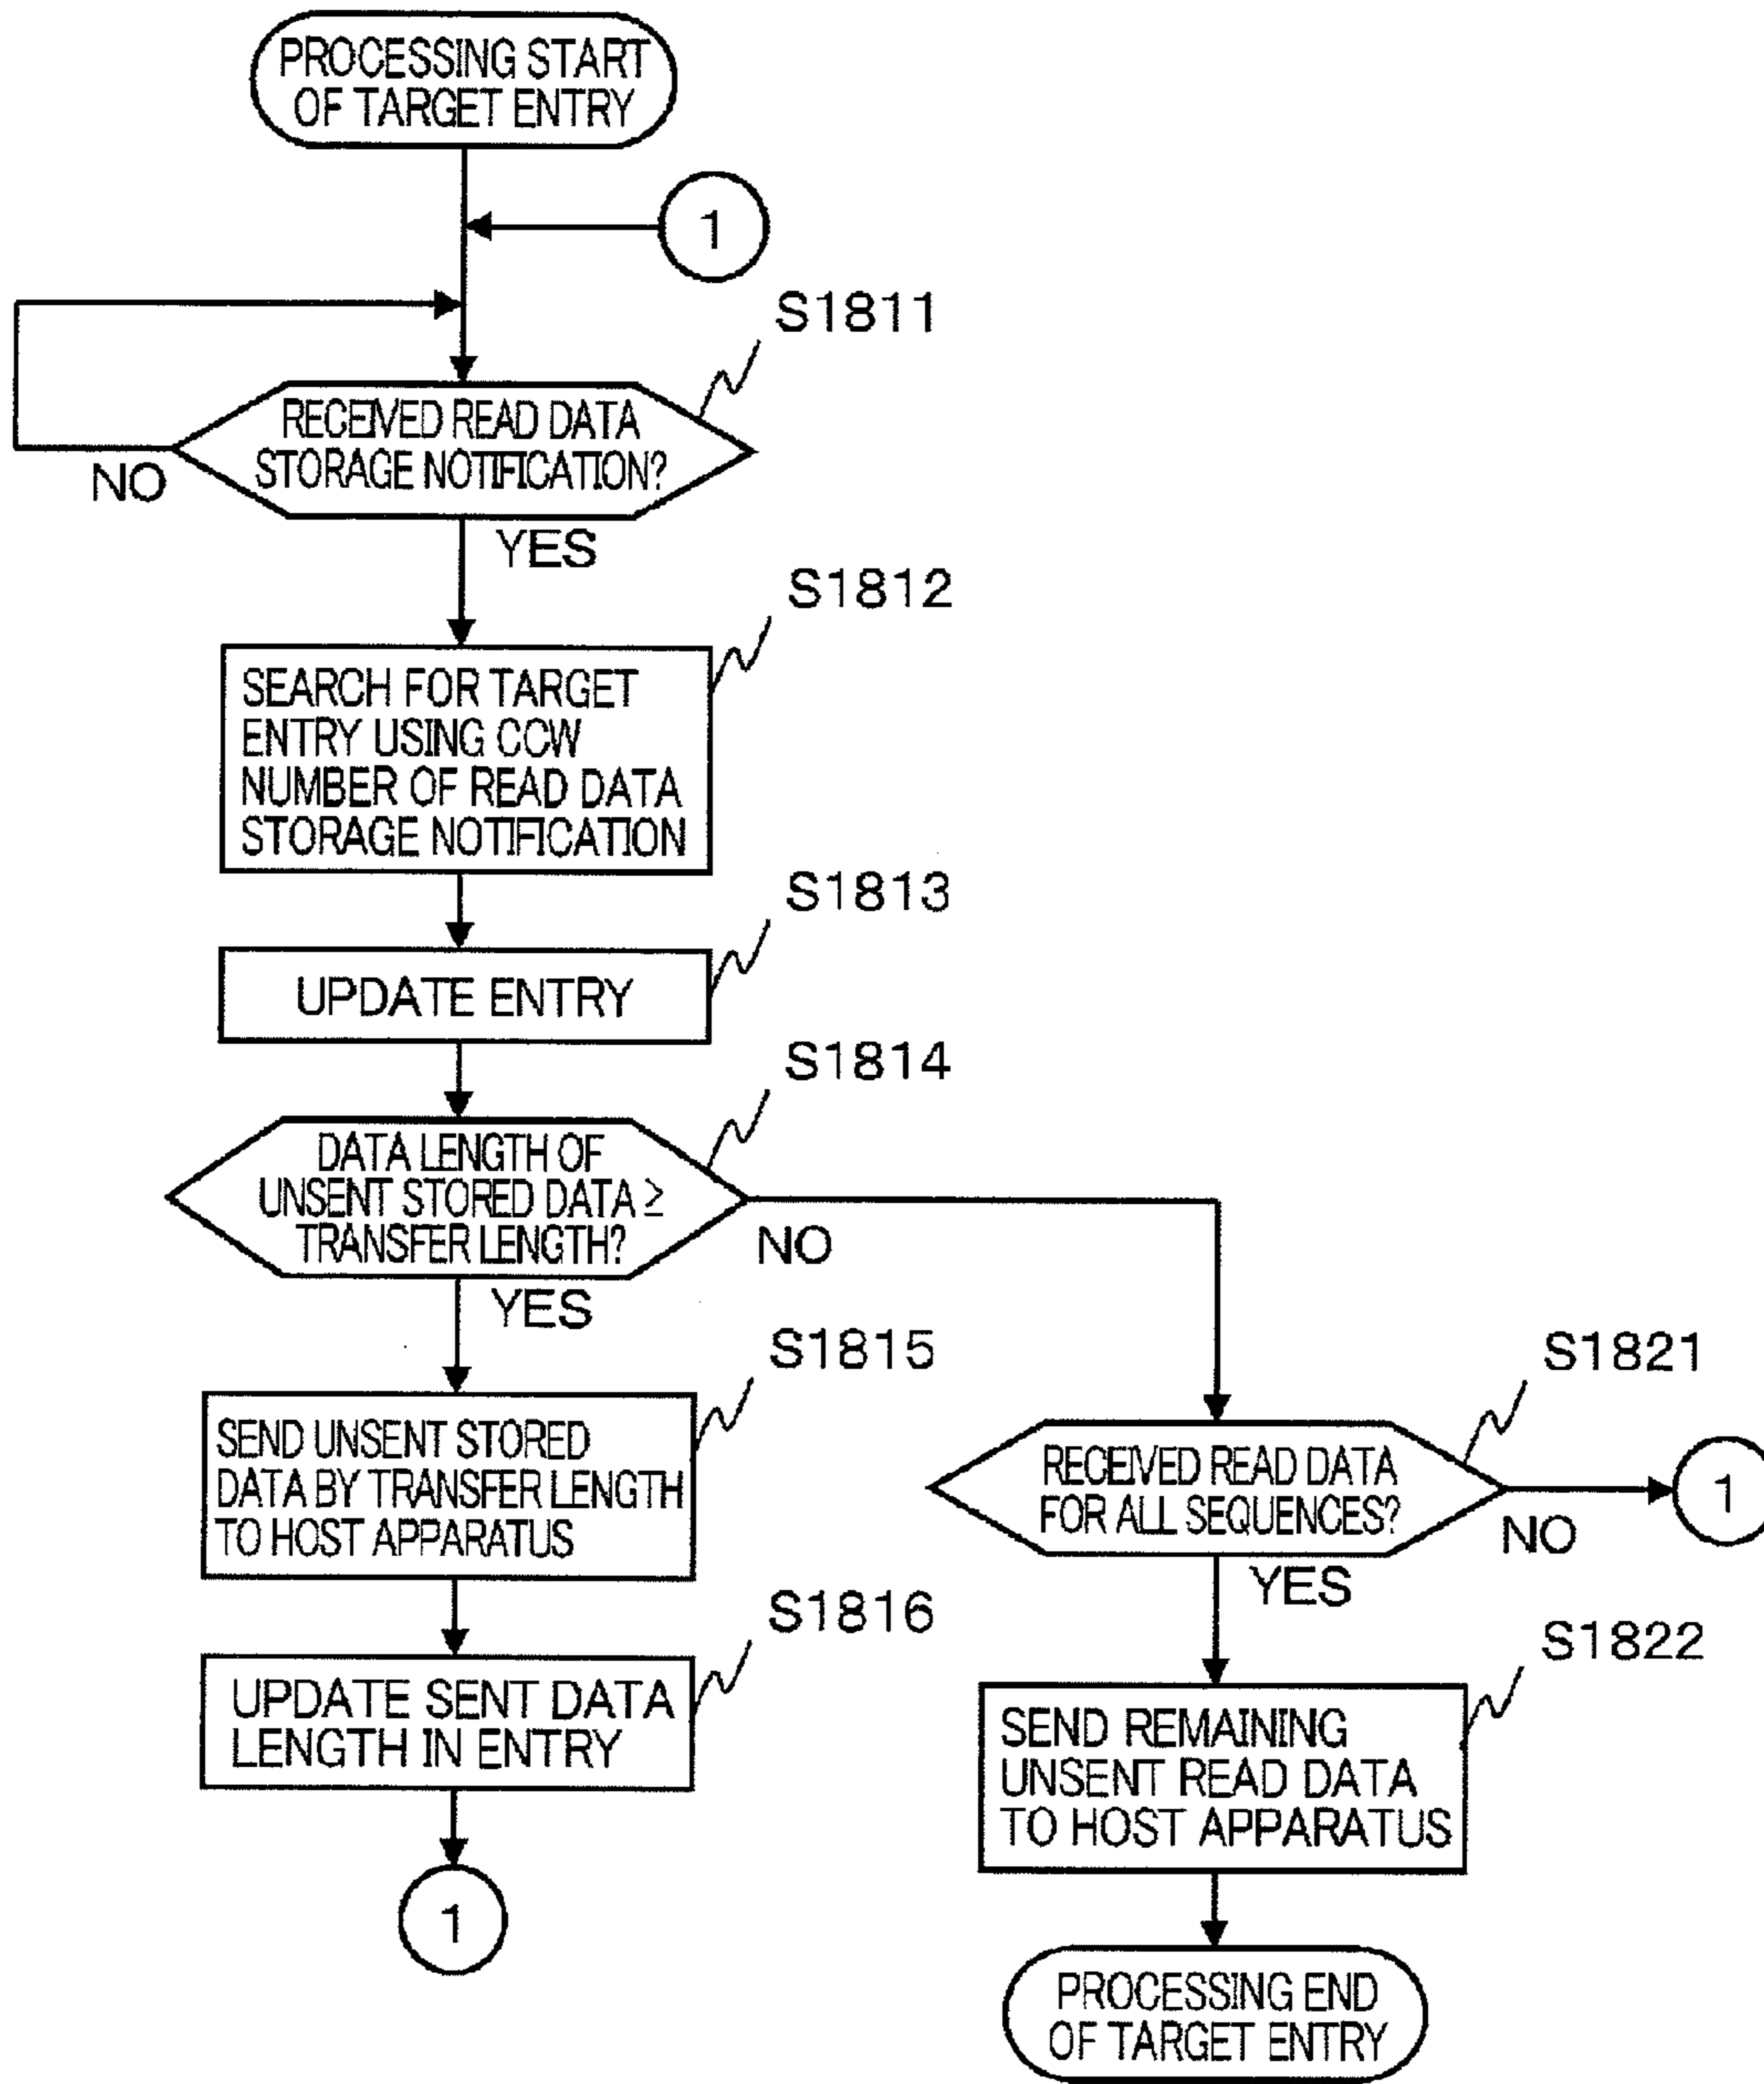 PROCESSING START
OF TARGET ENTRY
1
S1811
RECEIVED READ DATA
STORAGE NOTIFICATION?
NO
YES
S1812
SEARCH FOR TARGET
ENTRY USING CCW
NUMBER OF READ DATA
STORAGE NOTIFICATION
S1813
UPDATE ENTRY
S1814
DATA LENGTH OF
UNSENT STORED DATA ≥
TRANSFER LENGTH?
NO
YES
S1815
SEND UNSENT STORED
DATA BY TRANSFER LENGTH
TO HOST APPARATUS
S1816
UPDATE SENT DATA
LENGTH IN ENTRY
1
S1821
RECEIVED READ DATA
FOR ALL SEQUENCES?
1
NO
YES
S1822
SEND REMAINING
UNSENT READ DATA
TO HOST APPARATUS
PROCESSING END
OF TARGET ENTRY